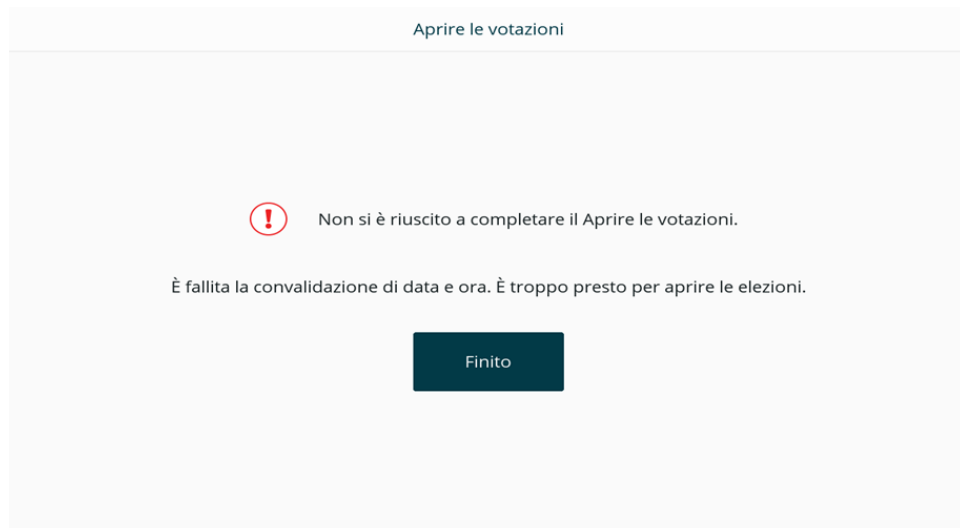 Aprire le votazioni
Non si è riuscito a completare il Aprire le votazioni.
È fallita la convalidazione di data e ora. È troppo presto per aprire le elezioni.
Finito